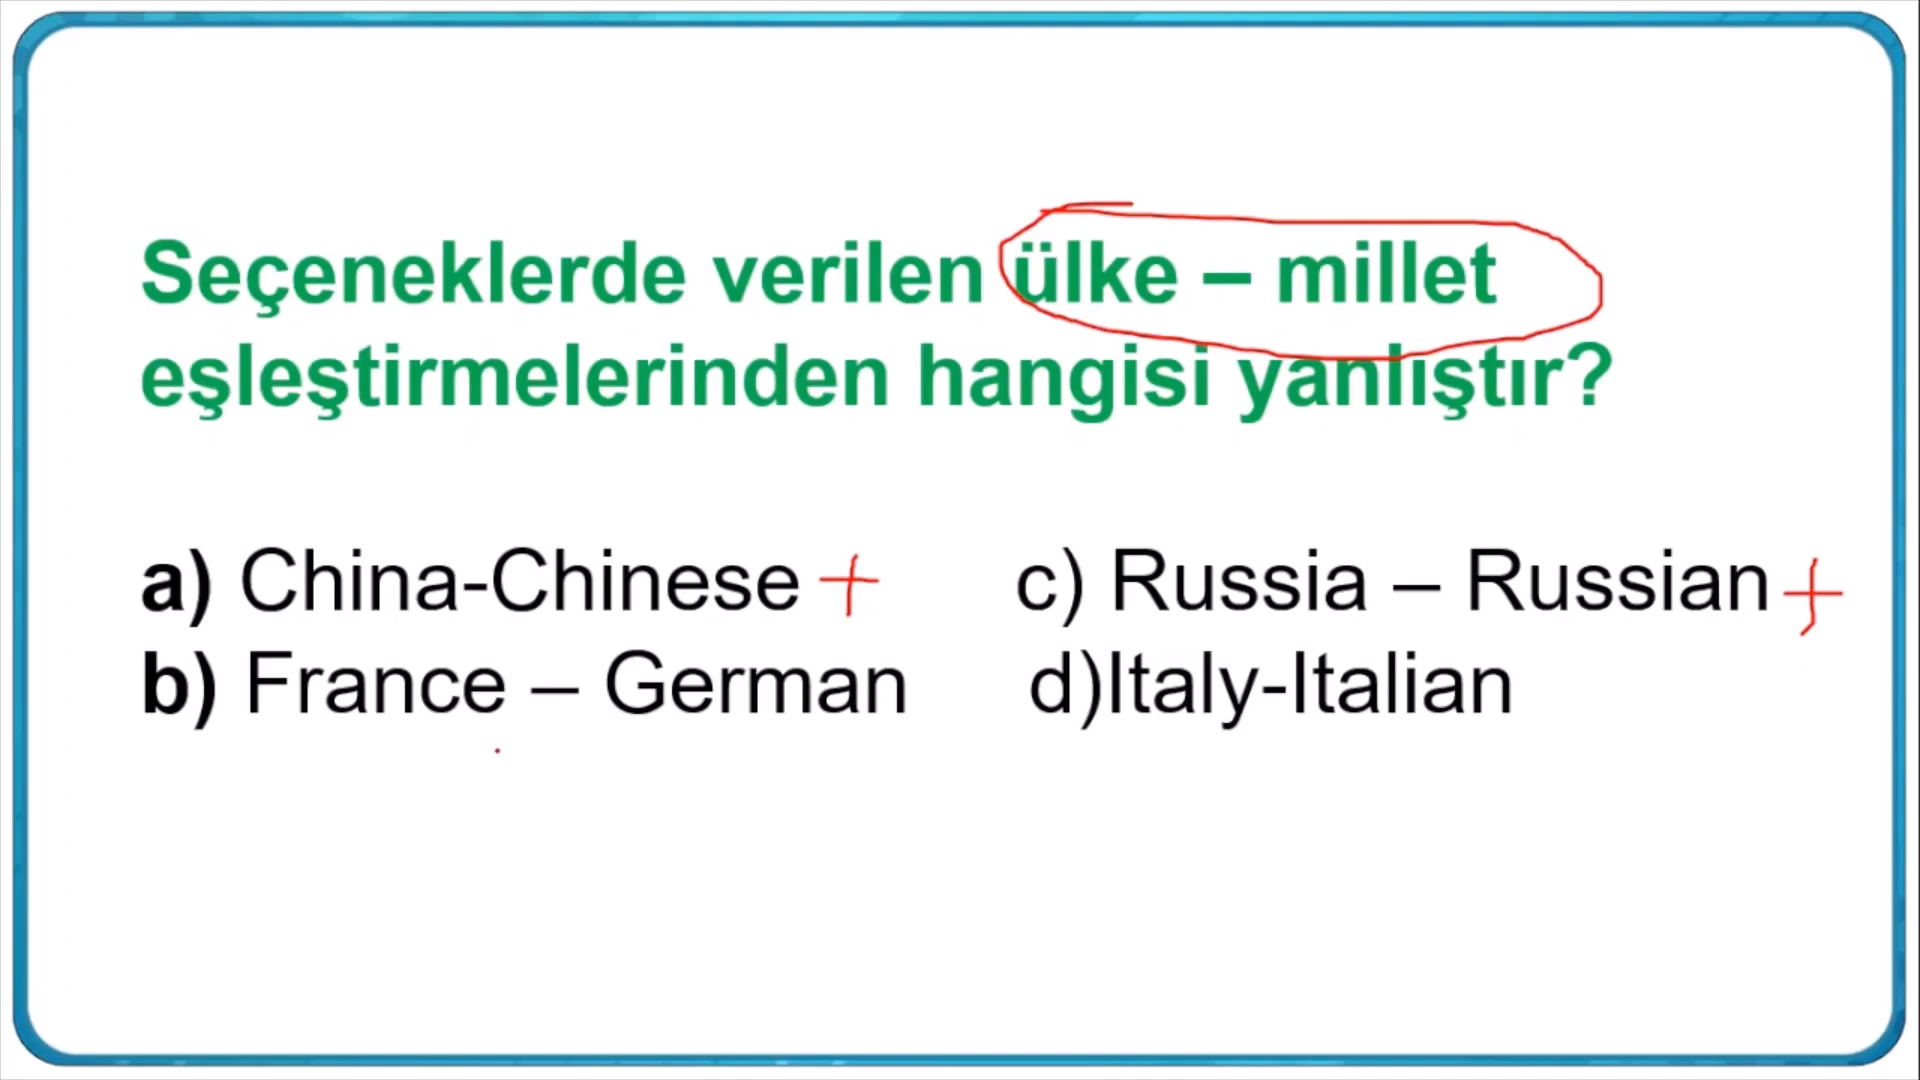 Seçeneklerde verilen ülke – millet
eşleştirmelerinden hangisi yanlıştır?
a) China-Chinese +
c) Russia – Russian +
b) France – German
d)Italy-Italian